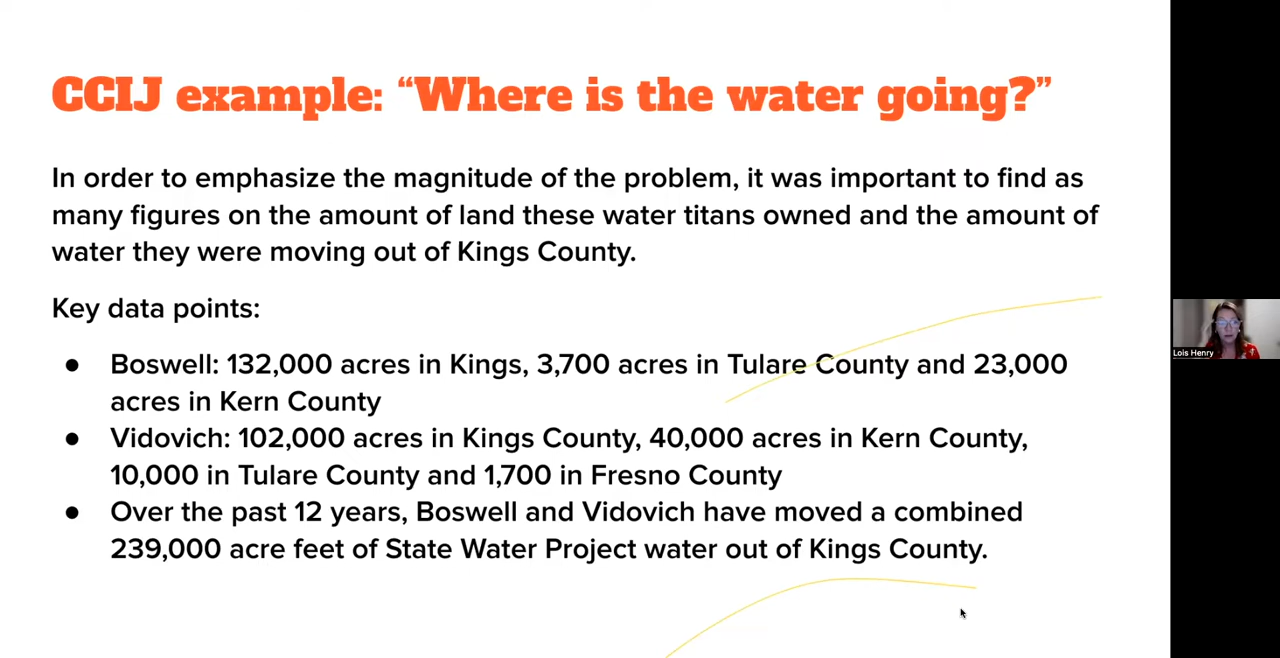 CCIJ example: “Where is the water going?”
In order to emphasize the magnitude of the problem, it was important to find as
many figures on the amount of land these water titans owned and the amount of
water they were moving out of Kings County.
Key data points:
● Boswell: 132,000 acres in Kings, 3,700 acres in Tulare County and 23,000
acres in Kern County
● Vidovich: 102,000 acres in Kings County, 40,000 acres in Kern County,
10,000 in Tulare County and 1,700 in Fresno County
● Over the past 12 years, Boswell and Vidovich have moved a combined
239,000 acre feet of State Water Project water out of Kings County.
Lois Henry